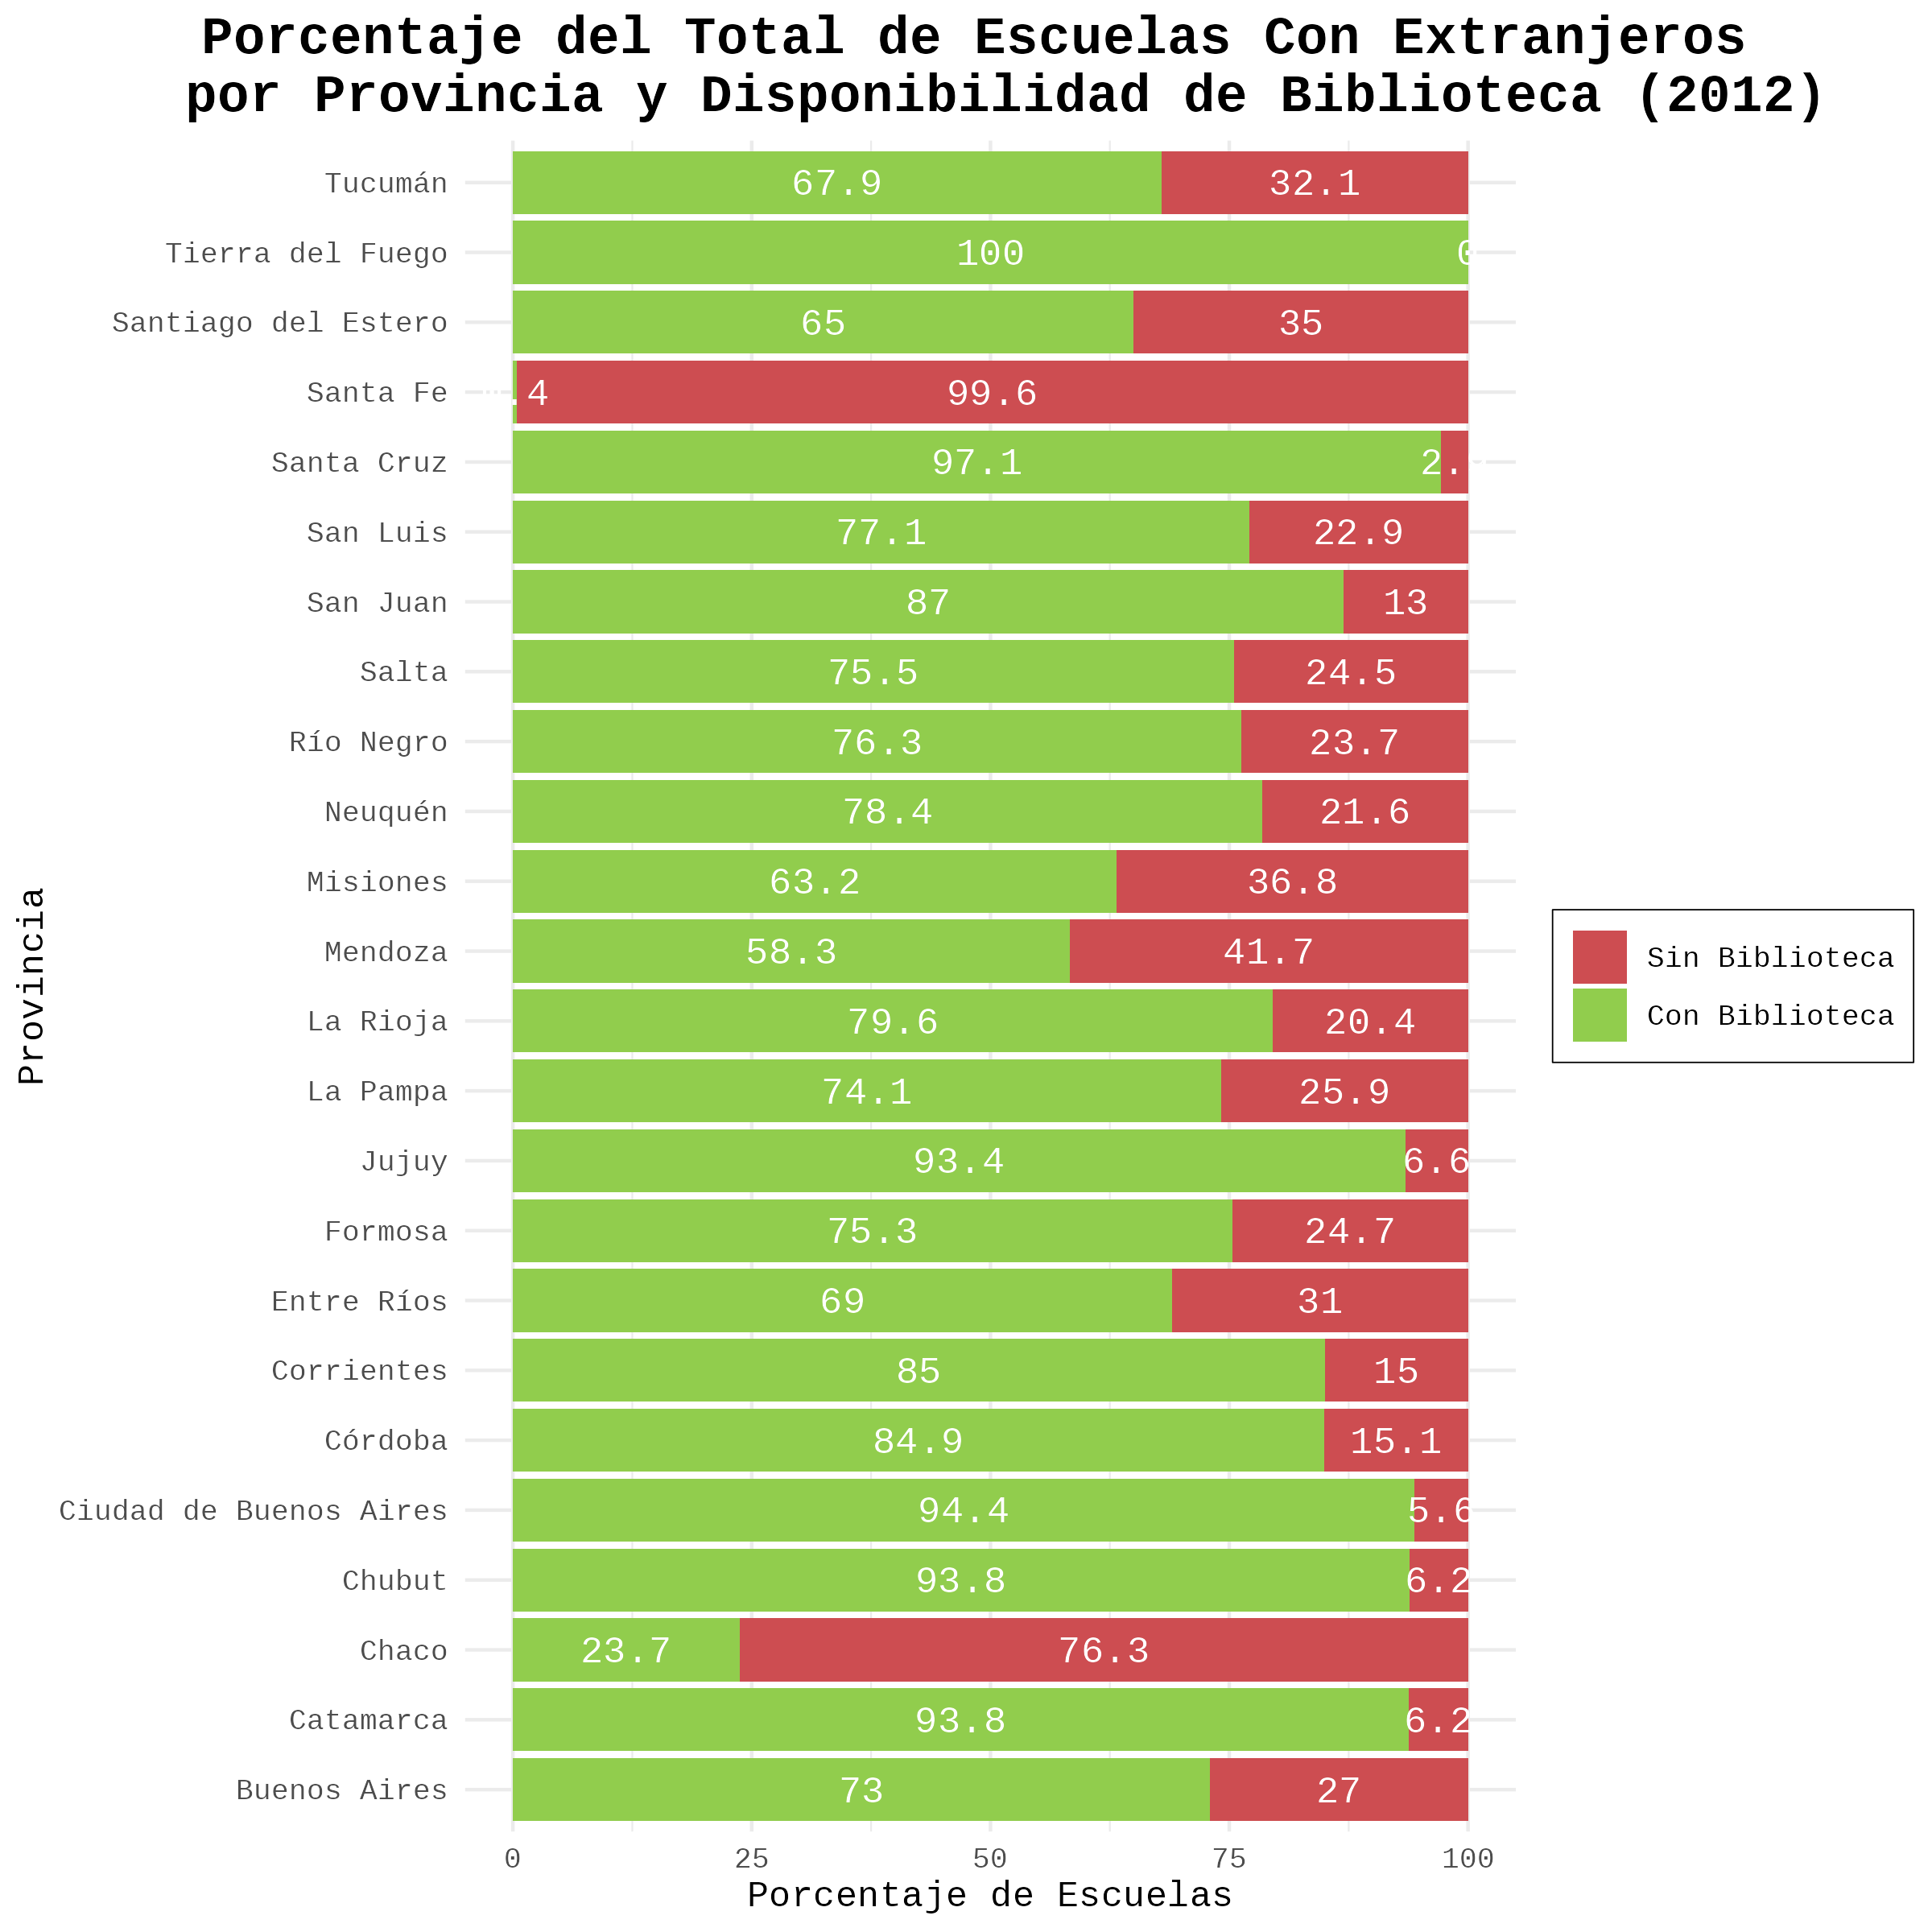 Porcentaje del Total de Escuelas Con Extranjeros
por Provincia y Disponibilidad de Biblioteca (2012)
Provincia
Tucumán 67.9 32.1
Tierra del Fuego 100 0
Santiago del Estero 65 35
Santa Fe 4 99.6
Santa Cruz 97.1 2.
San Luis 77.1 22.9
San Juan 87 13
Salta 75.5 24.5
Río Negro 76.3 23.7
Neuquén 78.4 21.6
Misiones 63.2 36.8
Mendoza 58.3 41.7
La Rioja 79.6 20.4
La Pampa 74.1 25.9
Jujuy 93.4 6.6
Formosa 75.3 24.7
Entre Ríos 69 31
Corrientes 85 15
Córdoba 84.9 15.1
Ciudad de Buenos Aires 94.4 5.6
Chubut 93.8 6.2
Chaco 23.7 76.3
Catamarca 93.8 6.2
Buenos Aires 73 27
0 25 50 75 100
Porcentaje de Escuelas
Sin Biblioteca
Con Biblioteca